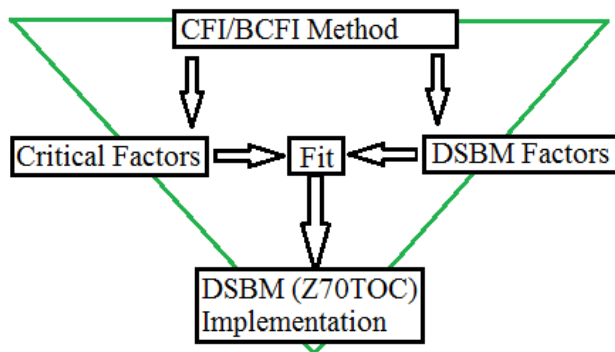 CFI/BCFI Method
Critical Factors
Fit
DSBM Factors
DSBM (Z70TOC)
Implementation